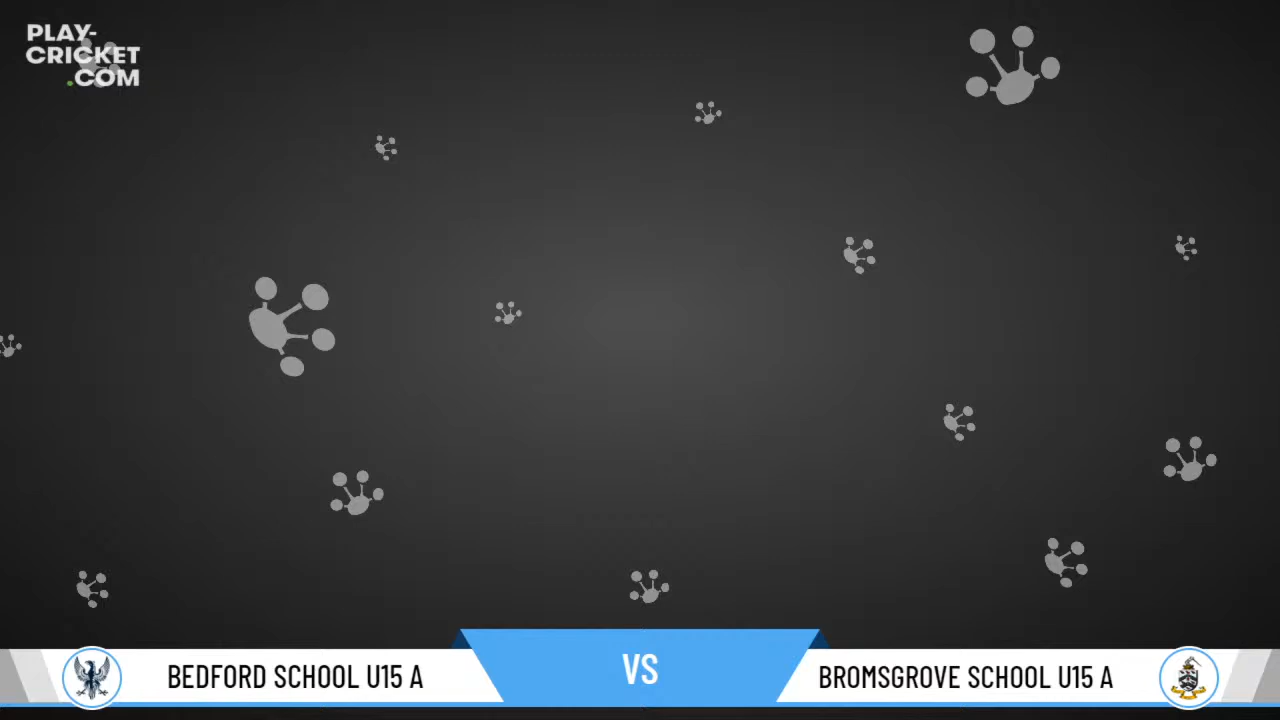 PLAY-
CRICKET
.COM
BEDFORD SCHOOL U15 A
VS
BROMSGROVE SCHOOL U15 A